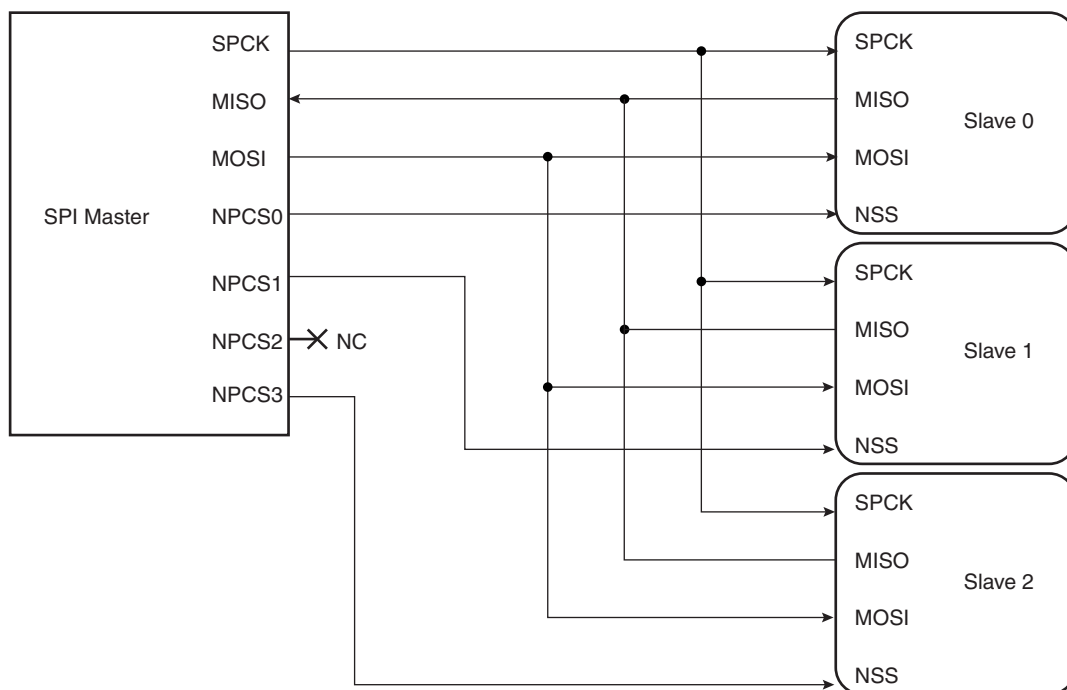 SPCK
MISO
MOSI
SPI Master
NPCS0
NPCS1
NPCS2
NC
NPCS3
SPCK
MISO
Slave 0
MOSI
NSS
SPCK
MISO
Slave 1
MOSI
NSS
SPCK
MISO
Slave 2
MOSI
NSS